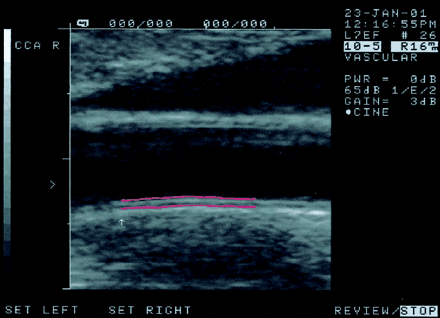 23-JAN-01
000/000 000/000 12:16:55PM
L7EF # 26
CCA R
10-5 R16mm
VASCULAR
PWR = 0dB
65dB 1/E/2
GAIN= 3dB
CINE
SET LEFT SET RIGHT REVIEW/STOP